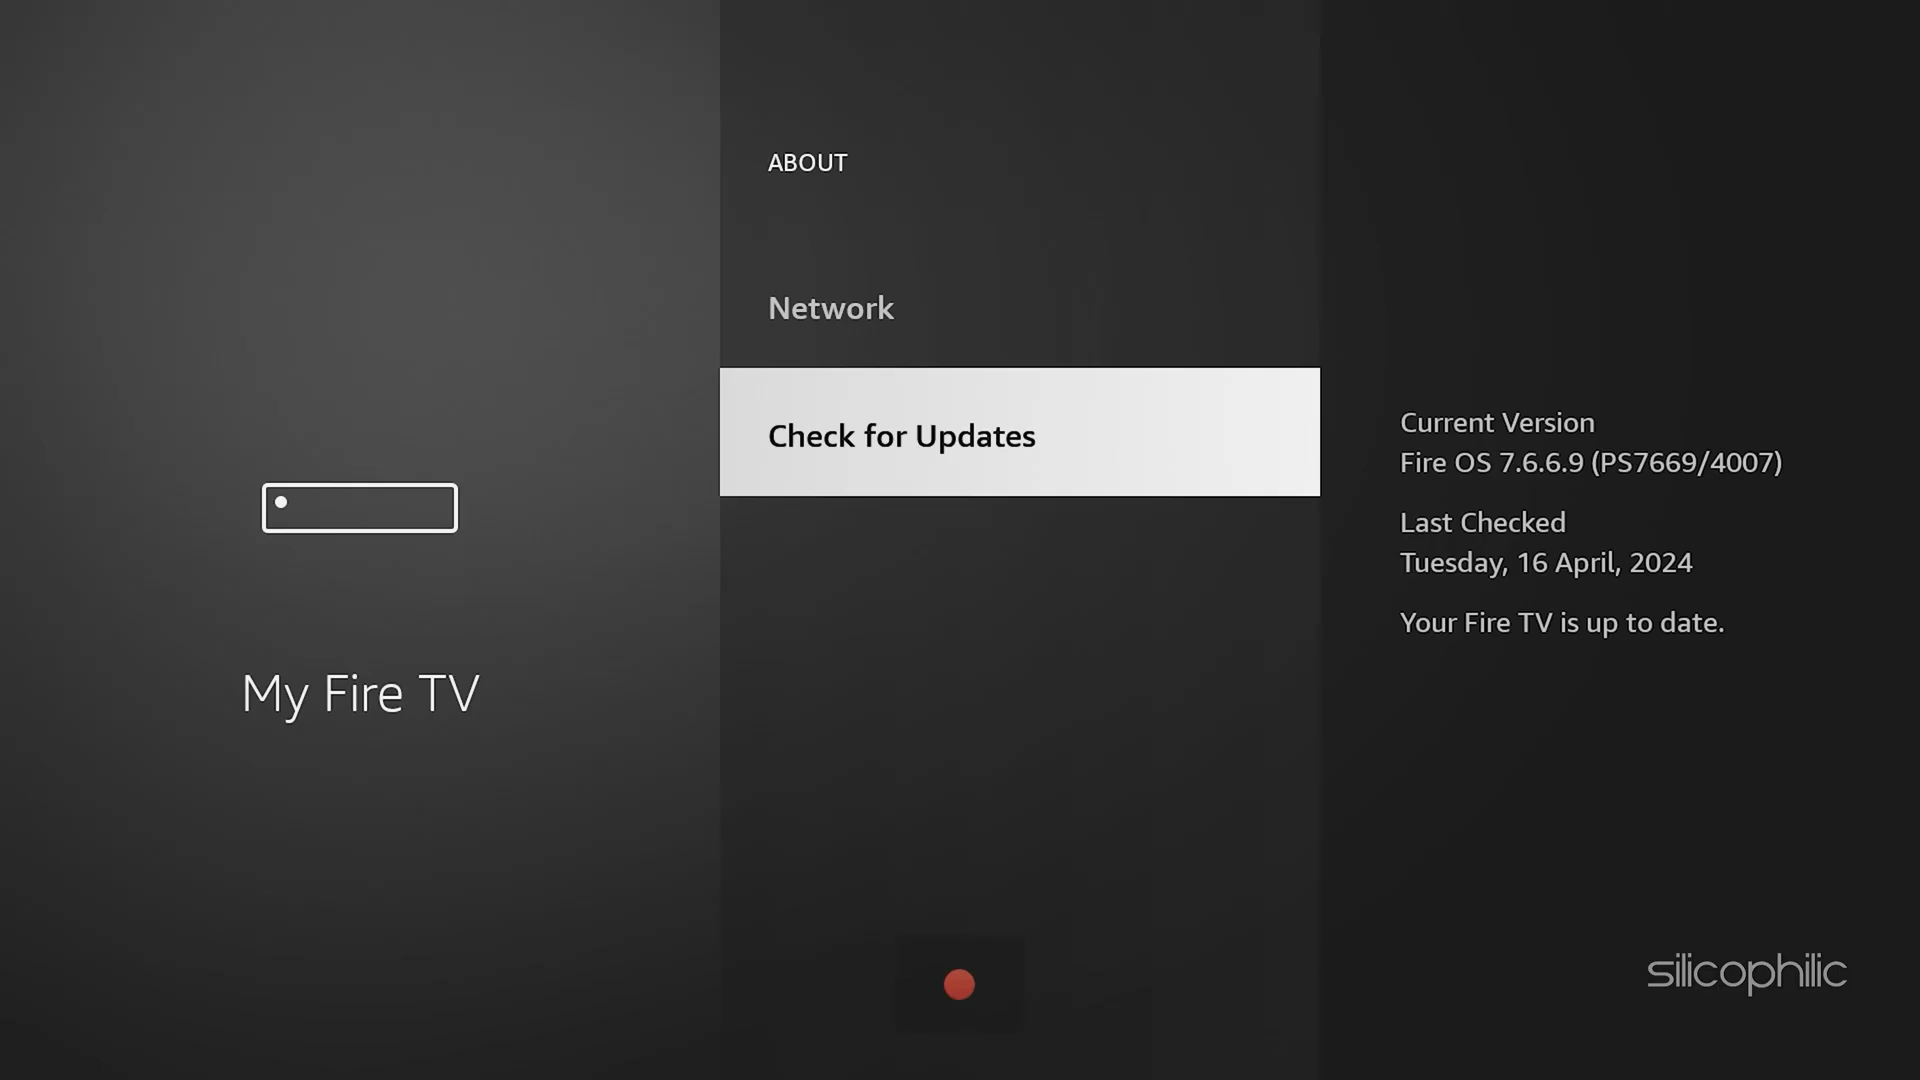 ABOUT
Network
Check for Updates
My Fire TV
Current Version
Fire OS 7.6.6.9 (PS7669/4007)
Last Checked
Tuesday, 16 April, 2024
Your Fire TV is up to date.
silicophilic